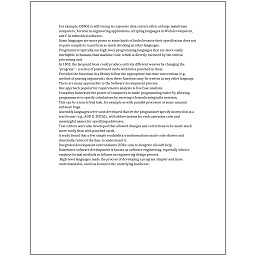 For example COBOL is still strong in corporate data centers often on large mainframe
computers, Fortran in engineering applications, scripting languages in Web development,
and C in embedded software.
Some languages are more prone to some kinds of faults because their specification does not
require compilers to perform as much checking as other languages.
Programmers typically use high-level programming languages that are more easily
intelligible to humans than machine code, which is directly executed by the central
processing unit.
In 1801, the Jacquard loom could produce entirely different weaves by changing the
"program" - a series of pasteboard cards with holes punched in them.
Provided the functions in a library follow the appropriate run-time conventions (e.g.,
method of passing arguments), then these functions may be written in any other language.
There are many approaches to the Software development process.
One approach popular for requirements analysis is Use Case analysis.
Compilers harnessed the power of computers to make programming easier by allowing
programmers to specify calculations by entering a formula using infix notation.
This can be a non-trivial task, for example as with parallel processes or some unusual
software bugs.
Assembly languages were soon developed that let the programmer specify instruction in a
text format (e.g., ADD X, TOTAL), with abbreviations for each operation code and
meaningful names for specifying addresses.
Text editors were also developed that allowed changes and corrections to be made much
more easily than with punched cards.
A study found that a few simple readability transformations made code shorter and
drastically reduced the time to understand it.
Integrated development environments (IDEs) aim to integrate all such help.
Sometimes software development is known as software engineering, especially when it
employs formal methods or follows an engineering design process.
High-level languages made the process of developing a program simpler and more
understandable, and less bound to the underlying hardware.